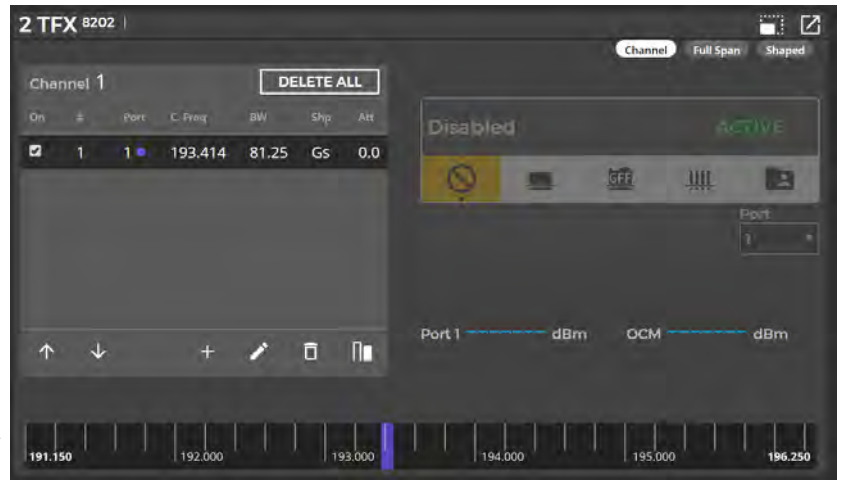 2 TFX 8202 |
Channel Full Span Shaped
Channel 1 DELETE ALL
On # Port C. Freq BW Shp Att
1 1 193.414 81.25 Gs 0.0
Disabled ACTIVE
GFF
Port
1
Port 1 dBm OCM dBm
191.150 192.000 193.000 194.000 195.000 196.250